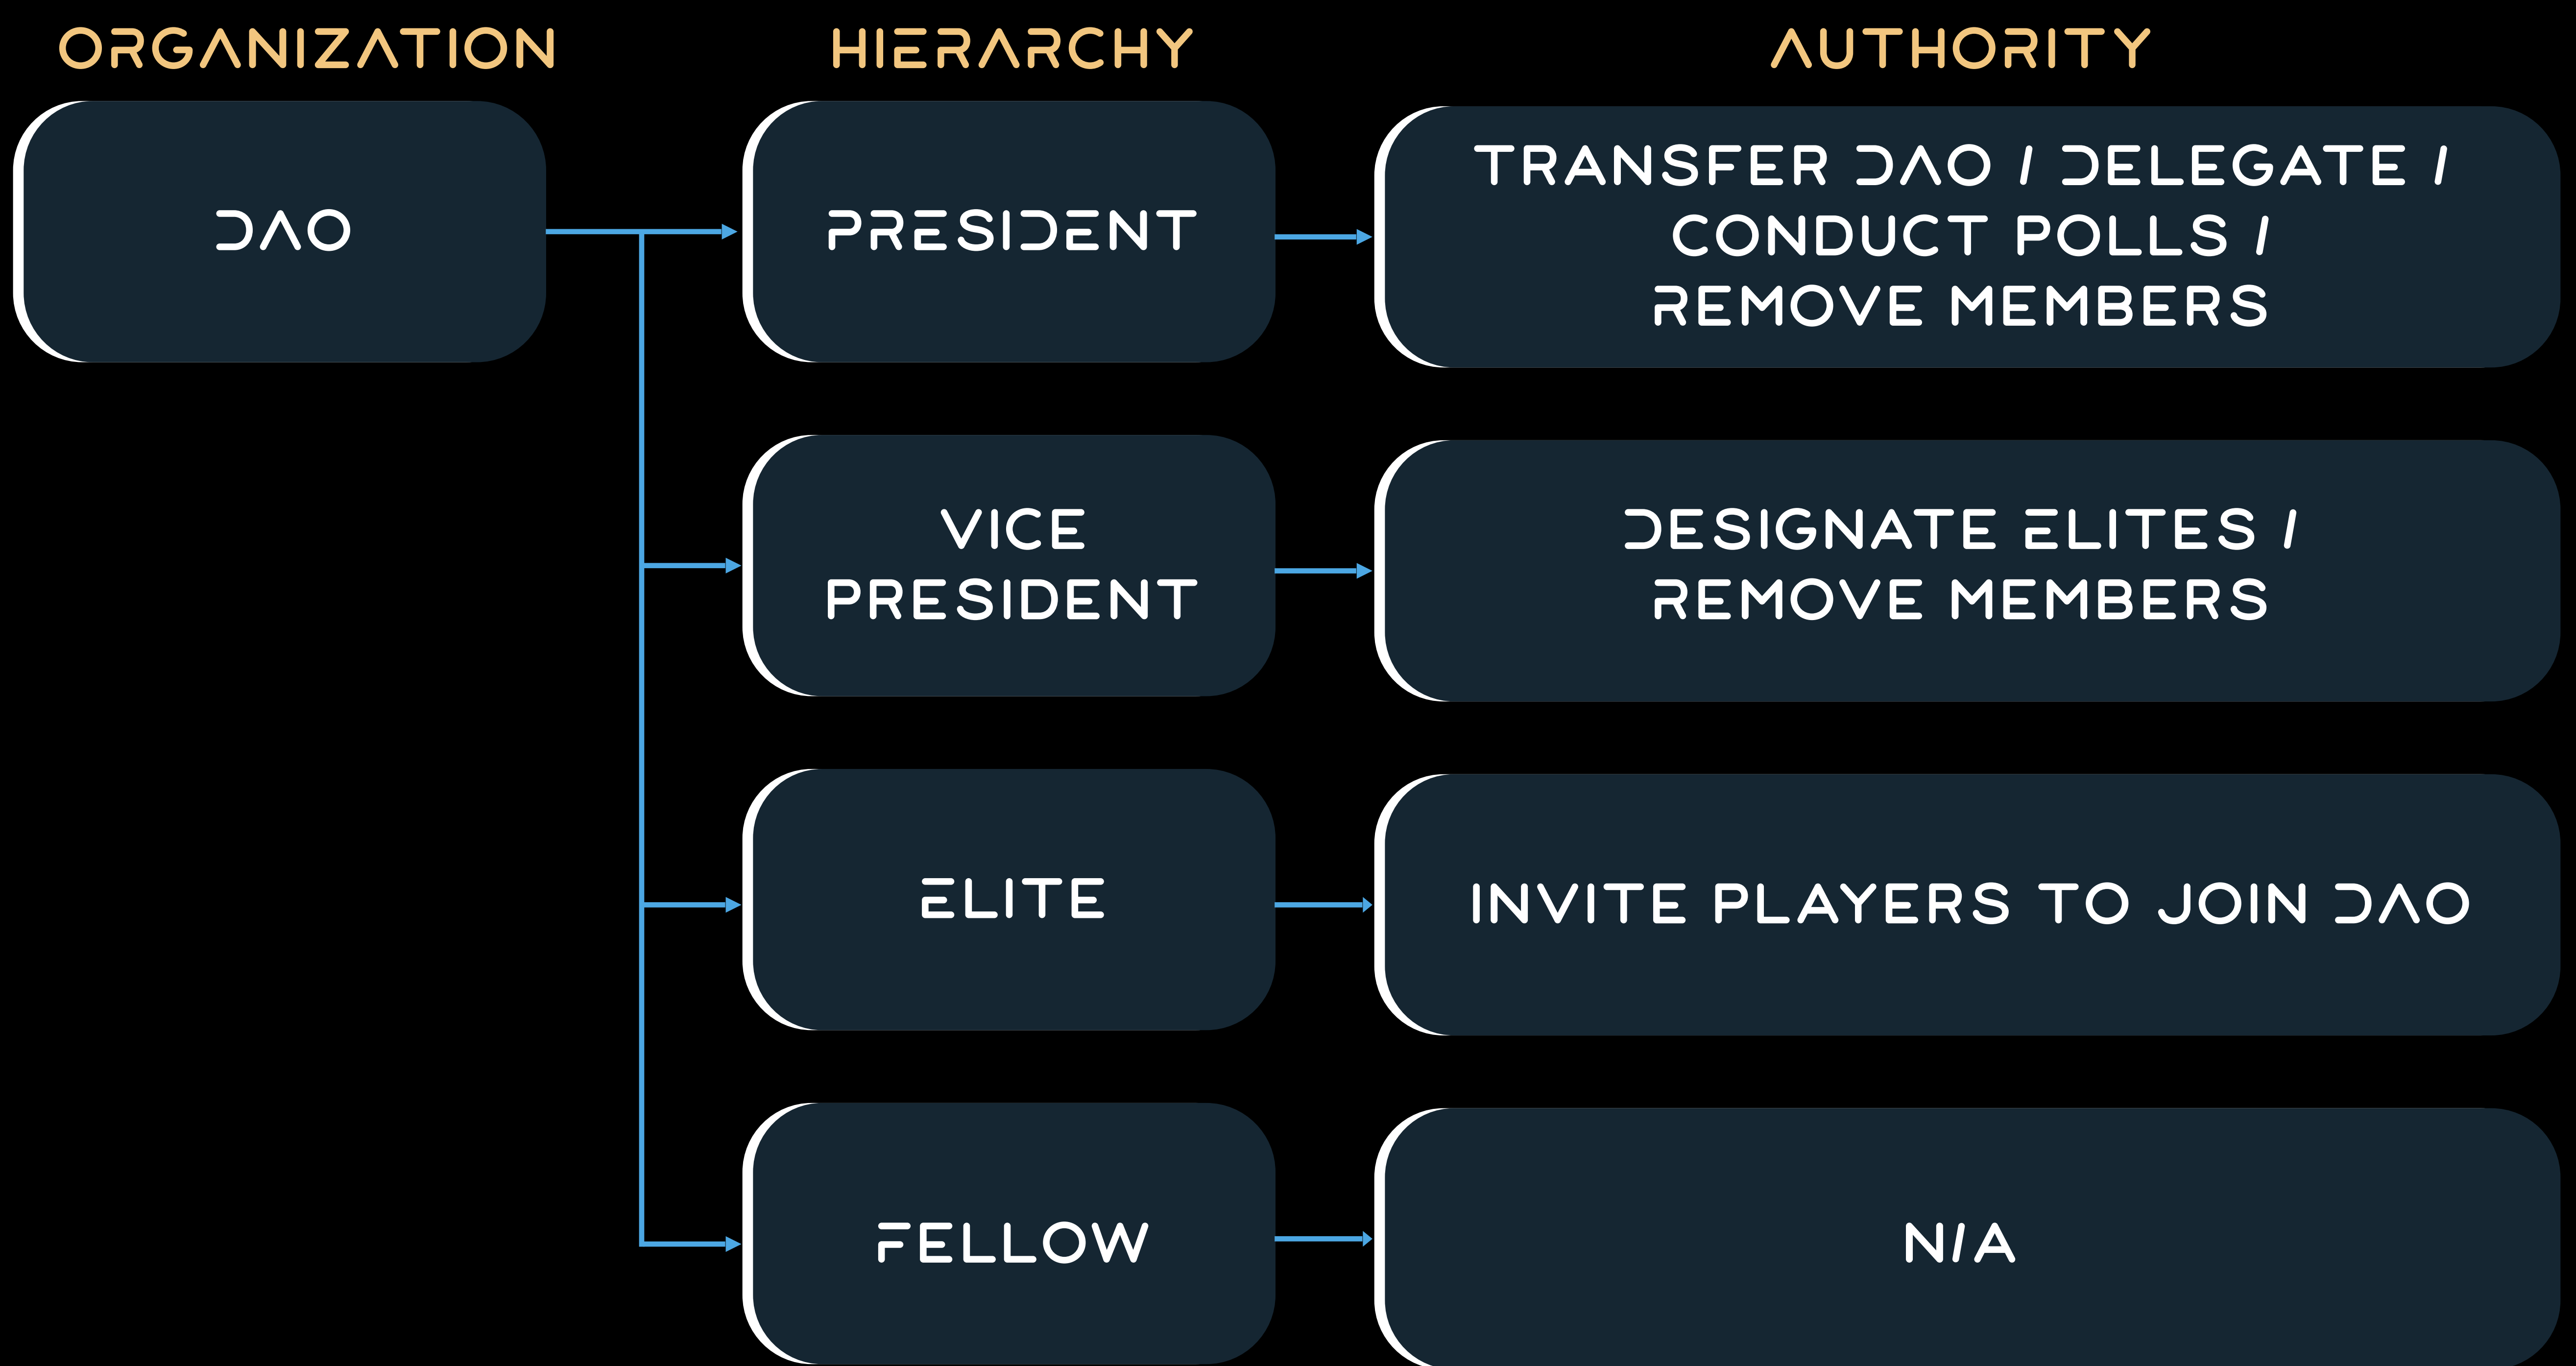 ORGANIZATION
HIERARCHY
AUTHORITY
DAO
PRESIDENT
TRANSFER DAO / DELEGATE /
CONDUCT POLLS /
REMOVE MEMBERS
VICE
PRESIDENT
DESIGNATE ELITES /
REMOVE MEMBERS
ELITE
INVITE PLAYERS TO JOIN DAO
FELLOW
N/A